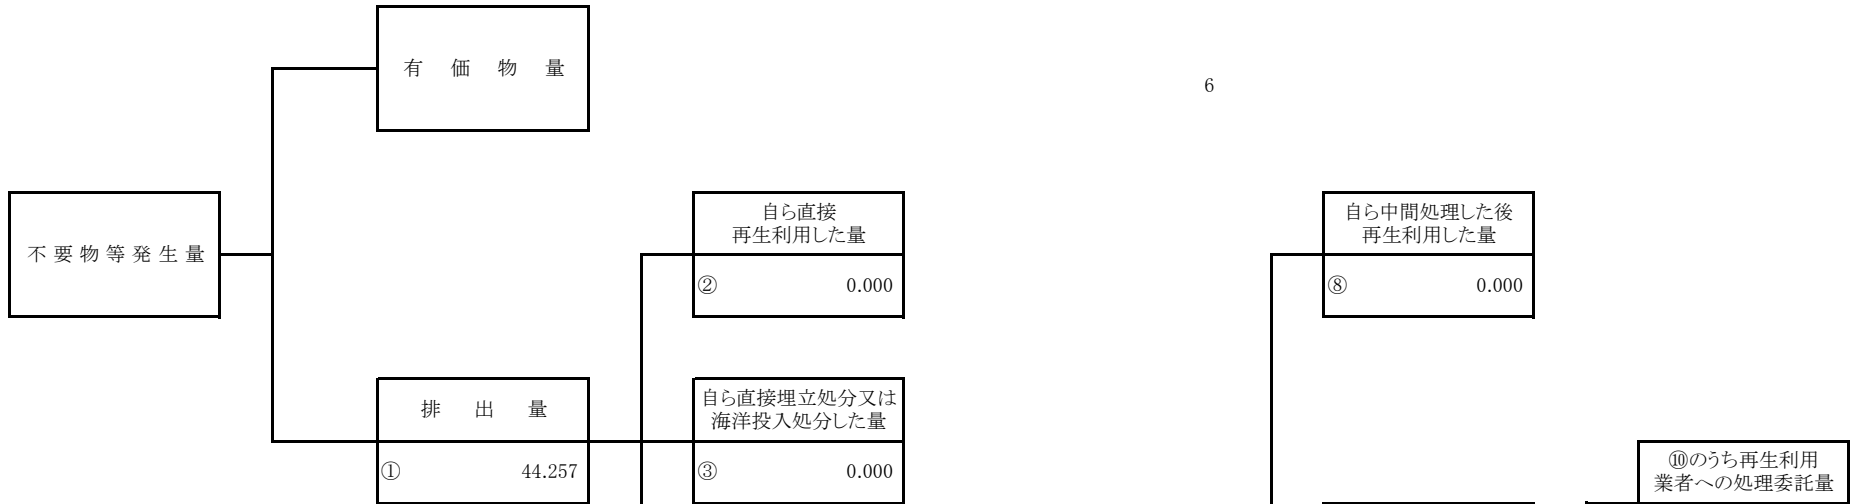 有価物量
6
不要物等発生量
自ら直接
再生利用した量
② 0.000
自ら中間処理した後
再生利用した量
⑧ 0.000
排出量
① 44.257
自ら直接埋立処分又は
海洋投入処分した量
③ 0.000
⑩のうち再生利用
業者への処理委託量